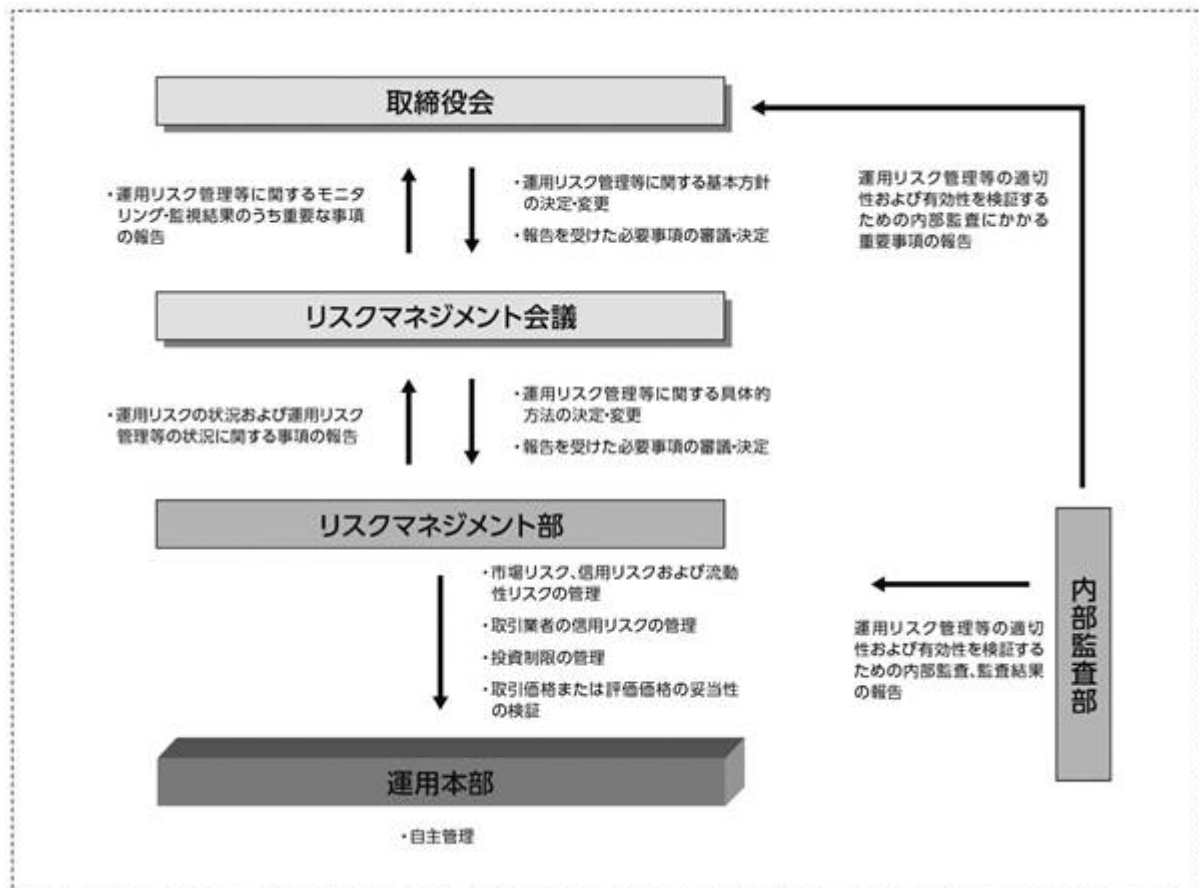 取締役会
・運用リスク管理等に関するモニタ
リング・監視結果のうち重要な事項
の報告
・運用リスク管理等に関する基本方針
の決定・変更
・報告を受けた必要事項の審議・決定
運用リスク管理等の適切
性および有効性を検証す
るための内部監査にかかる
重要事項の報告
リスクマネジメント会議
・運用リスクの状況および運用リスク
管理等の状況に関する事項の報告
・運用リスク管理等に関する具体的
方法の決定・変更
・報告を受けた必要事項の審議・決定
リスクマネジメント部
・市場リスク、信用リスクおよび流動
性リスクの管理
・取引業者の信用リスクの管理
・投資制限の管理
・取引価格または評価価格の妥当性
の検証
運用リスク管理等の適切
性および有効性を検証する
ための内部監査、監査結果
の報告
内部監査部
運用本部
・自主管理